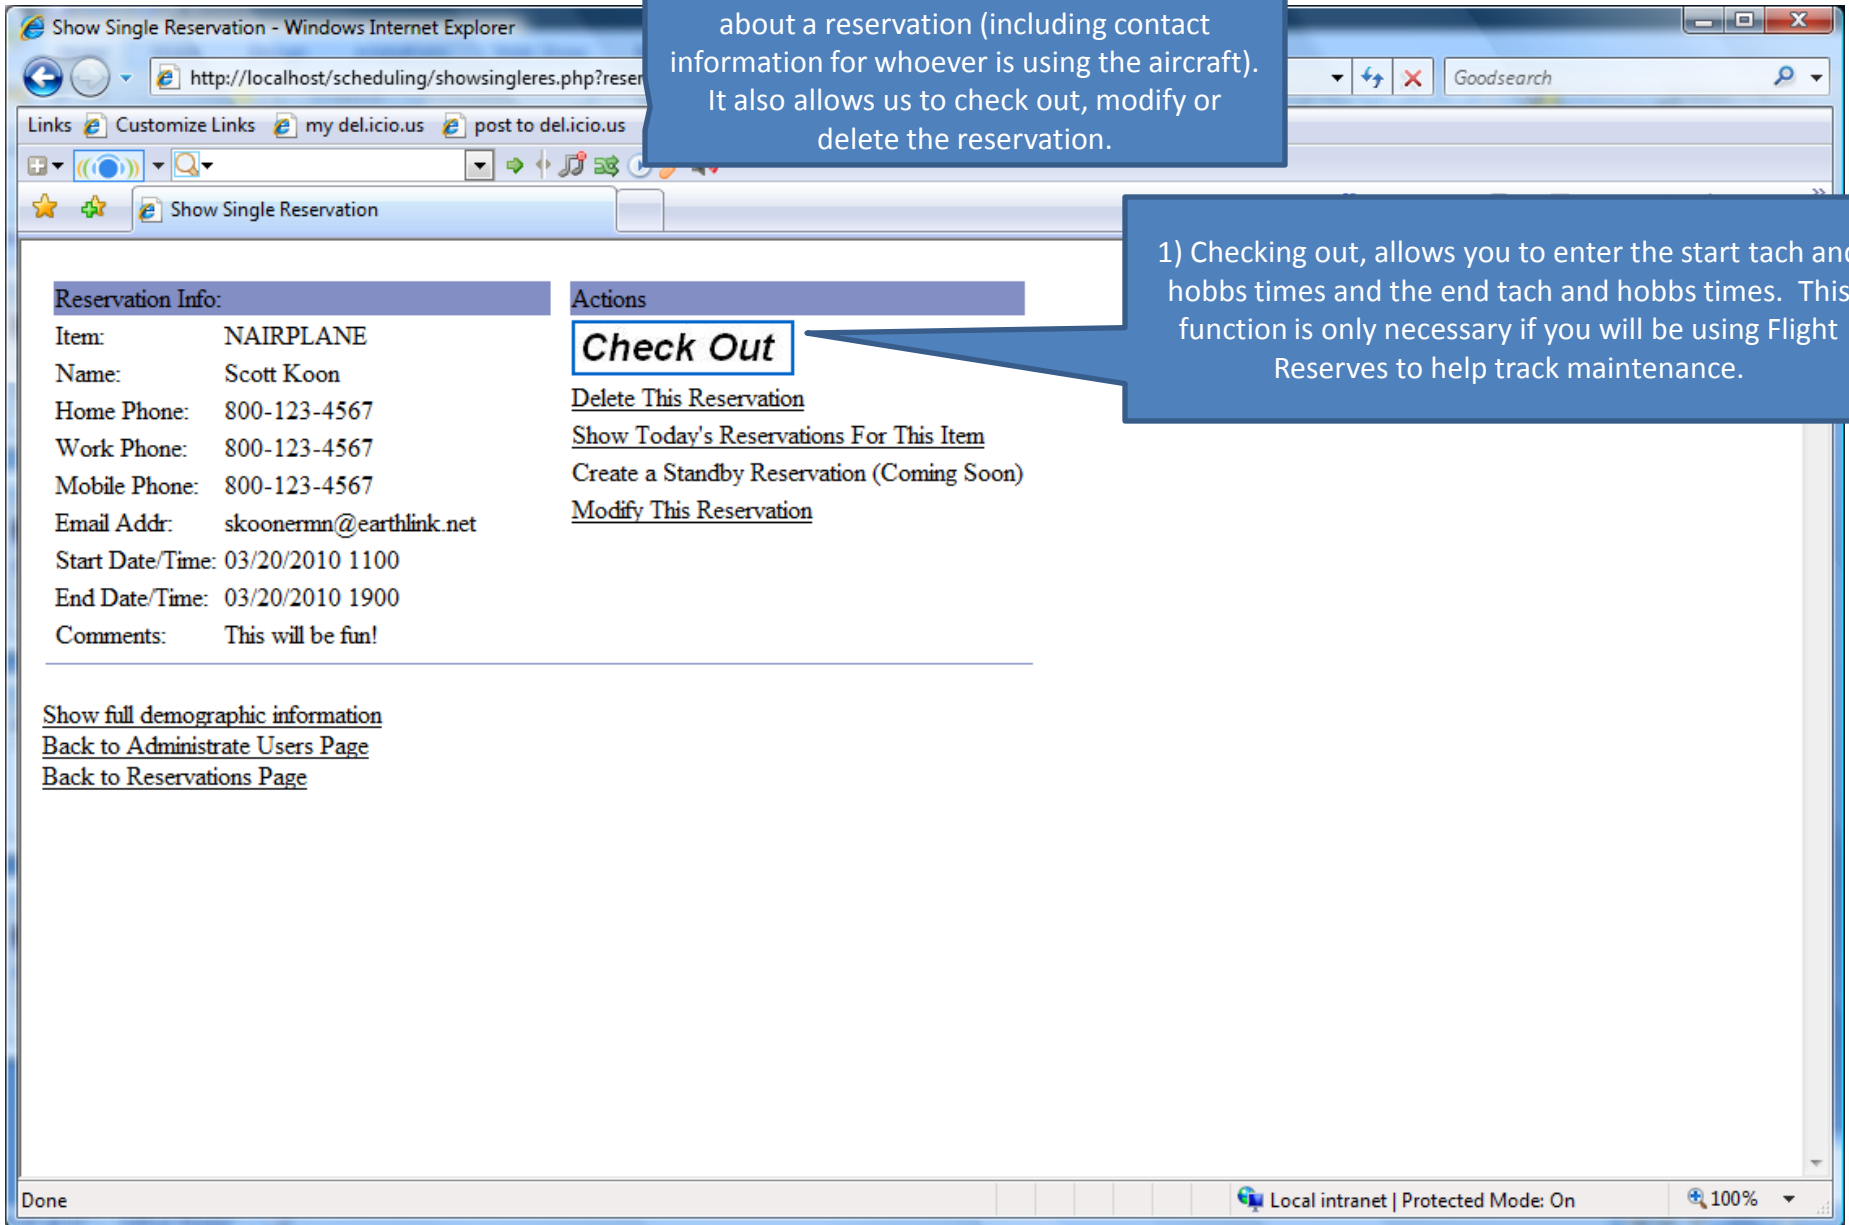 Show Single Reservation - Windows Internet Explorer
about a reservation (including contact
information for whoever is using the aircraft).
It also allows us to check out, modify or
delete the reservation.
http://localhost/scheduling/showsingleres.php?reser
Goodsearch
Links Customize Links my del.icio.us post to del.icio.us
Show Single Reservation
1) Checking out, allows you to enter the start tach and
hobbs times and the end tach and hobbs times. This
function is only necessary if you will be using Flight
Reserves to help track maintenance.
Reservation Info:
Item: NAIRPLANE
Name: Scott Koon
Home Phone: 800-123-4567
Work Phone: 800-123-4567
Mobile Phone: 800-123-4567
Email Addr: skoonermn@earthlink.net
Start Date/Time: 03/20/2010 1100
End Date/Time: 03/20/2010 1900
Comments: This will be fun!
Actions
Check Out
Delete This Reservation
Show Today's Reservations For This Item
Create a Standby Reservation (Coming Soon)
Modify This Reservation
Show full demographic information
Back to Administrate Users Page
Back to Reservations Page
Done
Local intranet | Protected Mode: On
100%